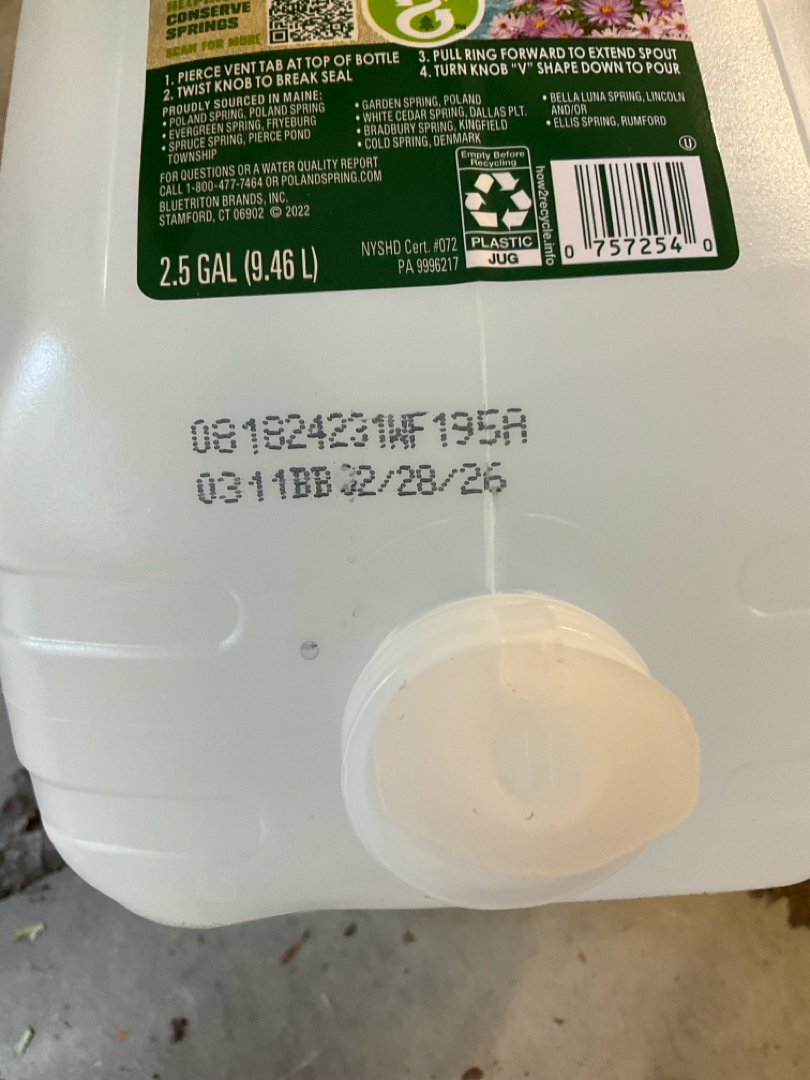 CONSERVE
SPRINGS
SCAN FOR MORE
&
1. PIERCE VENT TAB AT TOP OF BOTTLE
2. TWIST KNOB TO BREAK SEAL
3. PULL RING FORWARD TO EXTEND SPOUT
4. TURN KNOB "V" SHAPE DOWN TO POUR
PROUDLY SOURCED IN MAINE:
• POLAND SPRING, POLAND SPRING
• EVERGREEN SPRING, FRYEBURG
• SPRUCE SPRING, PIERCE POND
TOWNSHIP
• GARDEN SPRING, POLAND
• WHITE CEDAR SPRING, DALLAS PLT.
• BRADBURY SPRING, KINGFIELD
• COLD SPRING, DENMARK
• BELLA LUNA SPRING, LINCOLN
AND/OR
• ELLIS SPRING, RUMFORD
FOR QUESTIONS OR A WATER QUALITY REPORT
CALL 1-800-477-7464 OR POLANDSPRING.COM
BLUETRITON BRANDS, INC.
STAMFORD, CT 06902 © 2022
2.5 GAL (9.46 L)
NYSHD Cert. #072
PA 9996217
Empty Before
Recycling
PLASTIC
JUG
how2recycle.info
U
0 757254 0
081824231WF195A
0311BB 02/28/26